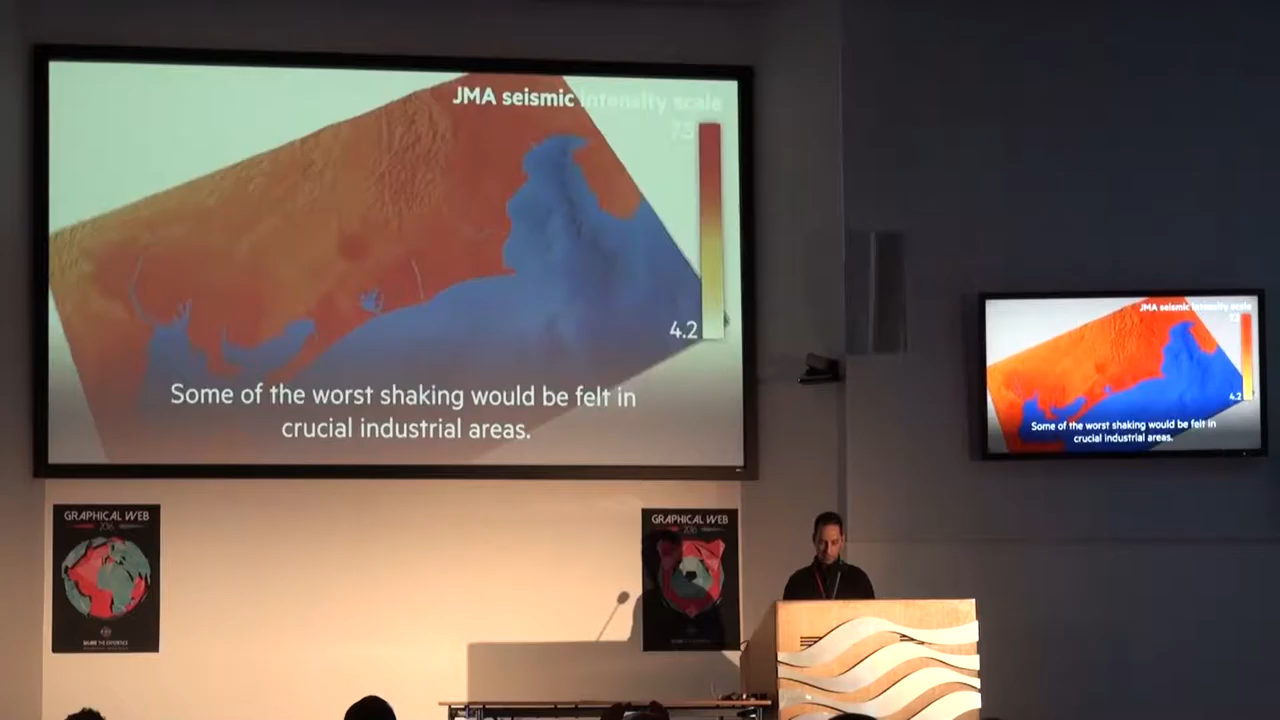 JMA seismic intensity scale
7.3
4.2
Some of the worst shaking would be felt in
crucial industrial areas.
JMA seismic intensity scale
4.2
Some of the worst shaking would be felt in
crucial industrial areas.
GRAPHICAL WEB
2016
GRAPHICAL WEB
2016